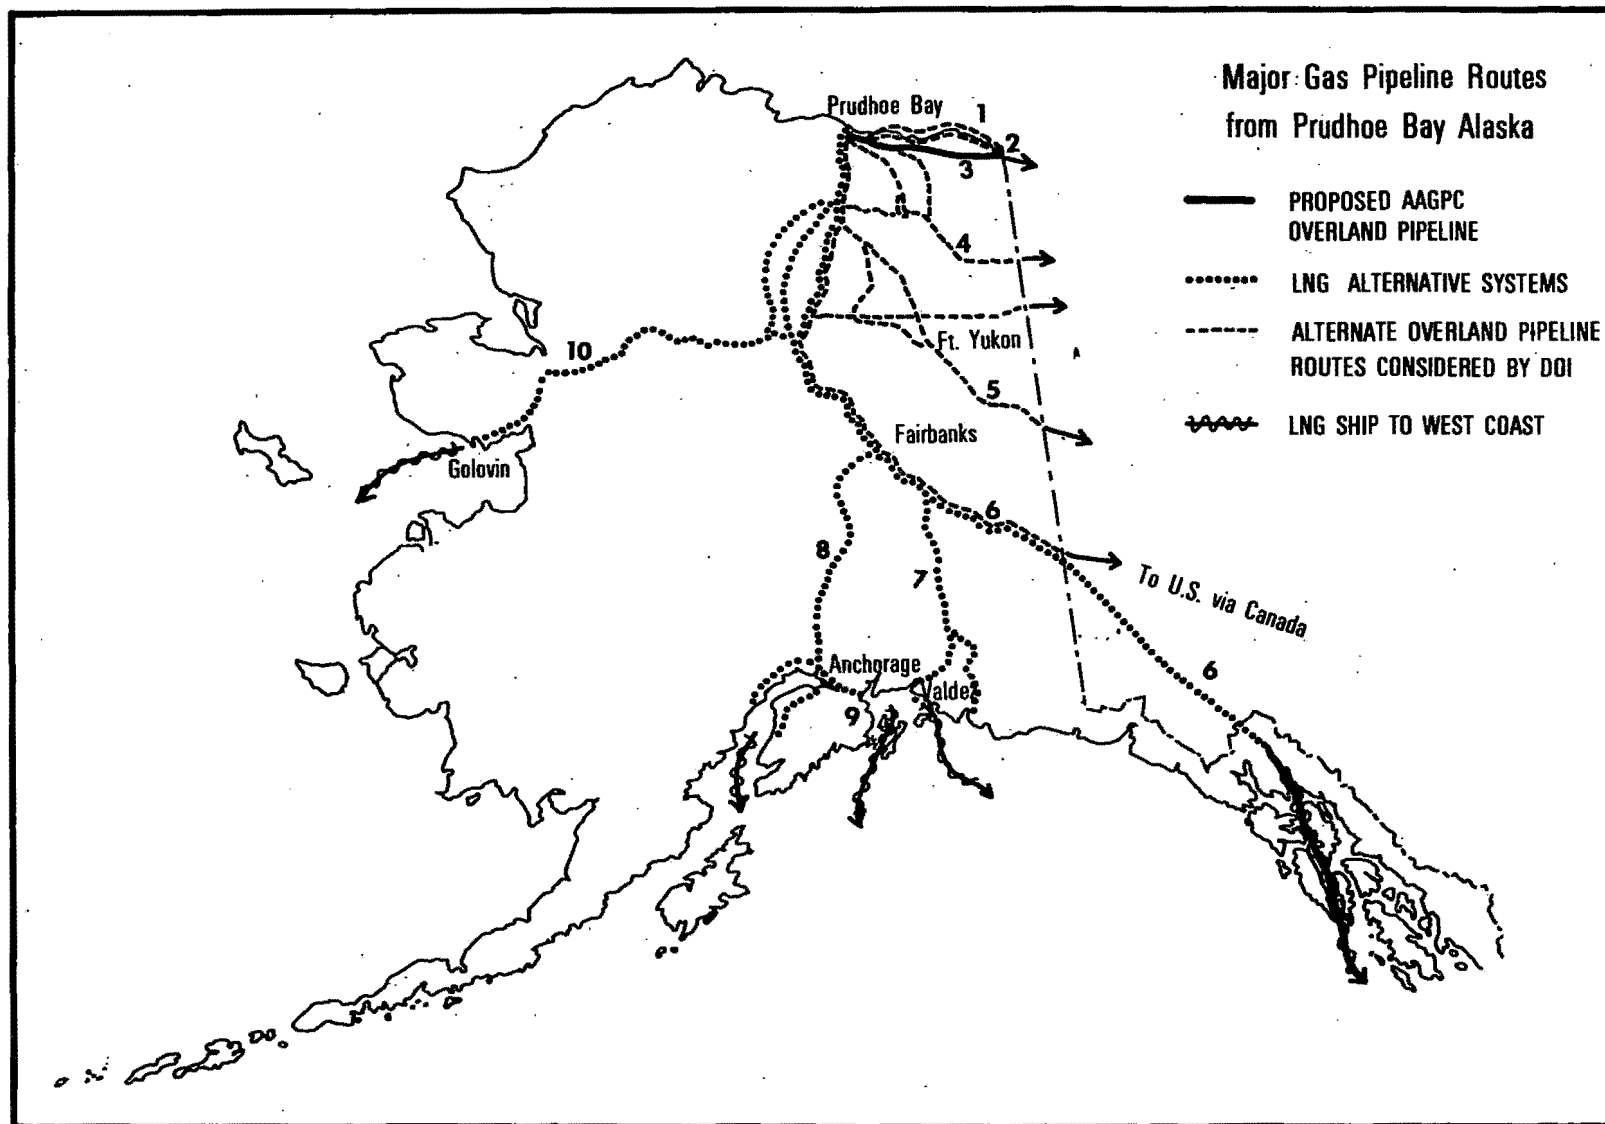 Major Gas Pipeline Routes
from Prudhoe Bay Alaska
PROPOSED AAGPC
OVERLAND PIPELINE
LNG ALTERNATIVE SYSTEMS
ALTERNATE OVERLAND PIPELINE
ROUTES CONSIDERED BY DOI
LNG SHIP TO WEST COAST
Prudhoe Bay
1
2
3
4
Ft. Yukon
10
5
Fairbanks
Golovin
6
8
7
To U.S. via Canada
6
Anchorage
Valdez
9